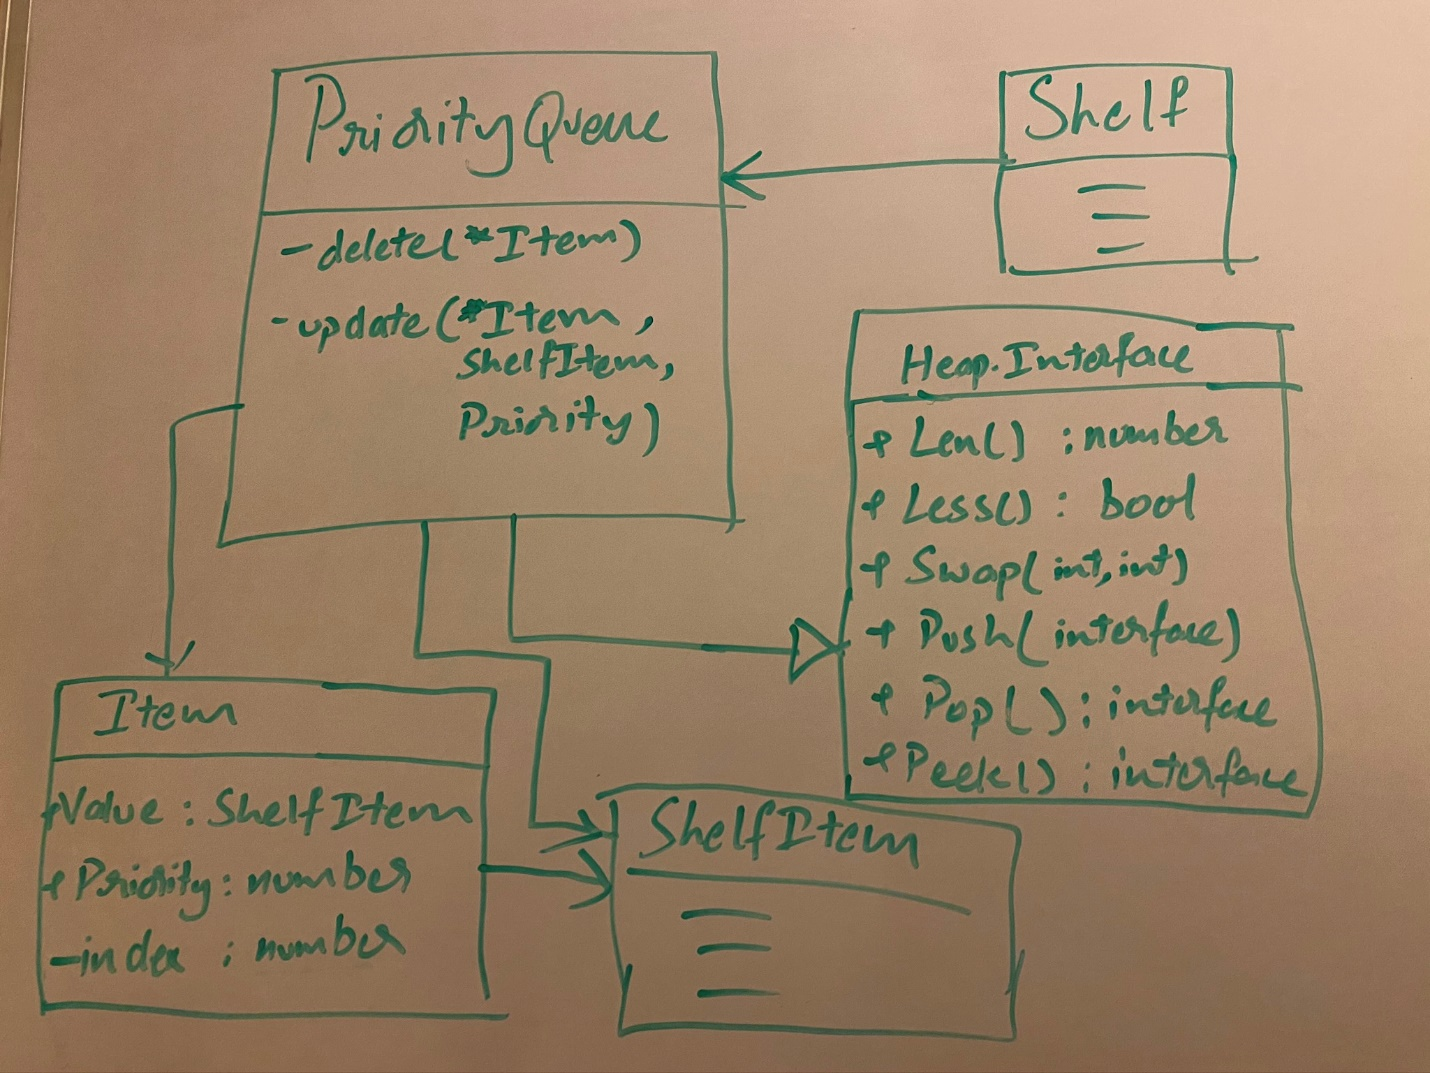 PriorityQueue
-delete(*Item)
-update(*Item,
ShelfItem,
Priority)
Shelf
Heap.Interface
+ Len() : number
+ Less() : bool
+ Swap(int,int)
+ Push(interface)
+ Pop() : interface
+ Peek() : interface
Item
+Value : ShelfItem
+Priority : number
-index : number
ShelfItem